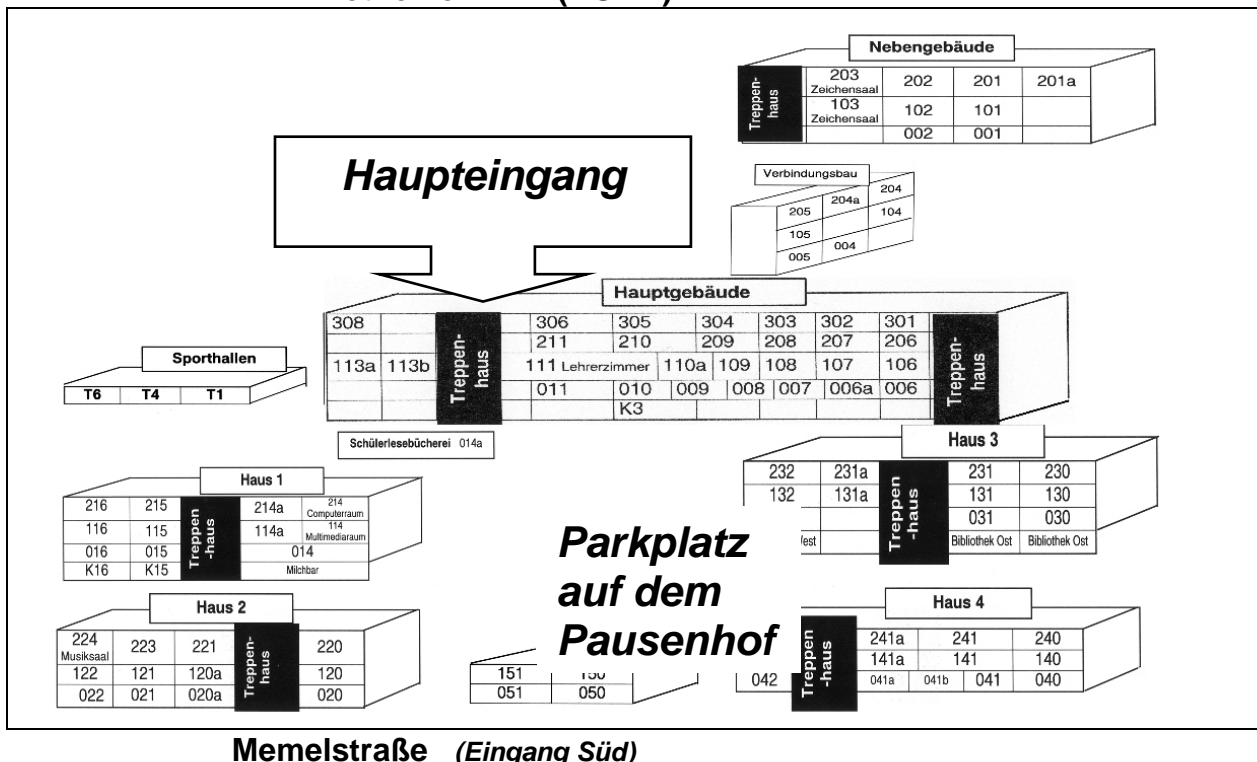 Nebengebäude
Treppen-
haus
203 202 201 201a
Zeichensaal
103 102 101
Zeichensaal
002 001
Haupteingang
Verbindungsbau
205 204a 204
105 104
005 004
Hauptgebäude
308 306 305 304 303 302 301
211 210 209 208 207 206
113a 113b 111 Lehrerzimmer 110a 109 108 107 106
011 010 009 008 007 006a 006
K3
Treppen-
haus
Treppen-
haus
Sporthallen
T6 T4 T1
Schülerlesebücherei 014a
Haus 1
216 215 214a 214
Computerraum
116 115 114a 114
Multimediaraum
016 015 014
K16 K15 Milchbar
Treppen
-haus
Haus 3
232 231a 231 230
132 131a 131 130
031 030
Bibliothek Ost Bibliothek Ost
Treppen
-haus
Parkplatz
auf dem
Pausenhof
Haus 2
224 223 221 220
Musiksaal
122 121 120a 120
022 021 020a 020
Treppen-
haus
151 150
051 050
Haus 4
241a 241 240
141a 141 140
042 041a 041b 041 040
Treppen
-haus
Memelstraße (Eingang Süd)